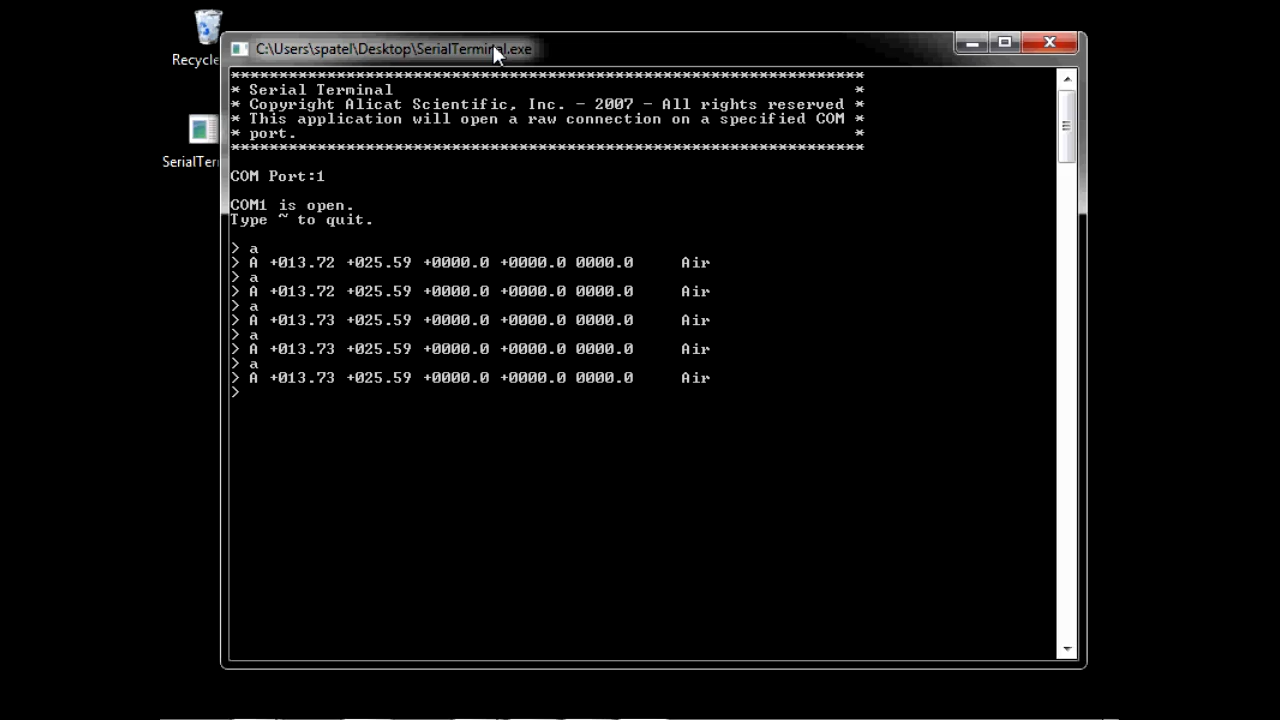 Recycle
SerialTer
C:\Users\spatel\Desktop\SerialTerminal.exe
*****************************************************************
* Serial Terminal *
* Copyright Alicat Scientific, Inc. - 2007 - All rights reserved *
* This application will open a raw connection on a specified COM *
* port. *
*****************************************************************
COM Port:1
COM1 is open.
Type ~ to quit.
> a
> A +013.72 +025.59 +0000.0 +0000.0 0000.0 Air
> a
> A +013.72 +025.59 +0000.0 +0000.0 0000.0 Air
> a
> A +013.73 +025.59 +0000.0 +0000.0 0000.0 Air
> a
> A +013.73 +025.59 +0000.0 +0000.0 0000.0 Air
> a
> A +013.73 +025.59 +0000.0 +0000.0 0000.0 Air
>